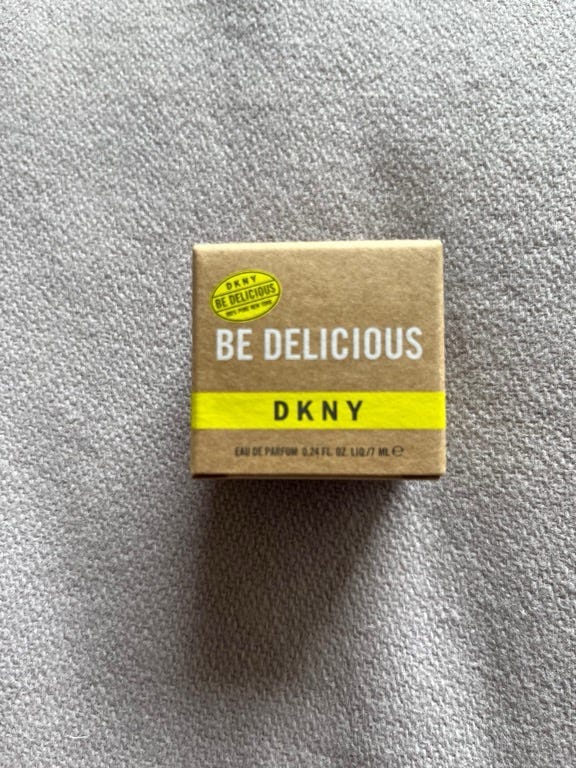 DKNY
BE DELICIOUS
100% PURE NEW YORK
BE DELICIOUS
DKNY
EAU DE PARFUM 0.24 FL. OZ. LIQ./7 ML ℮